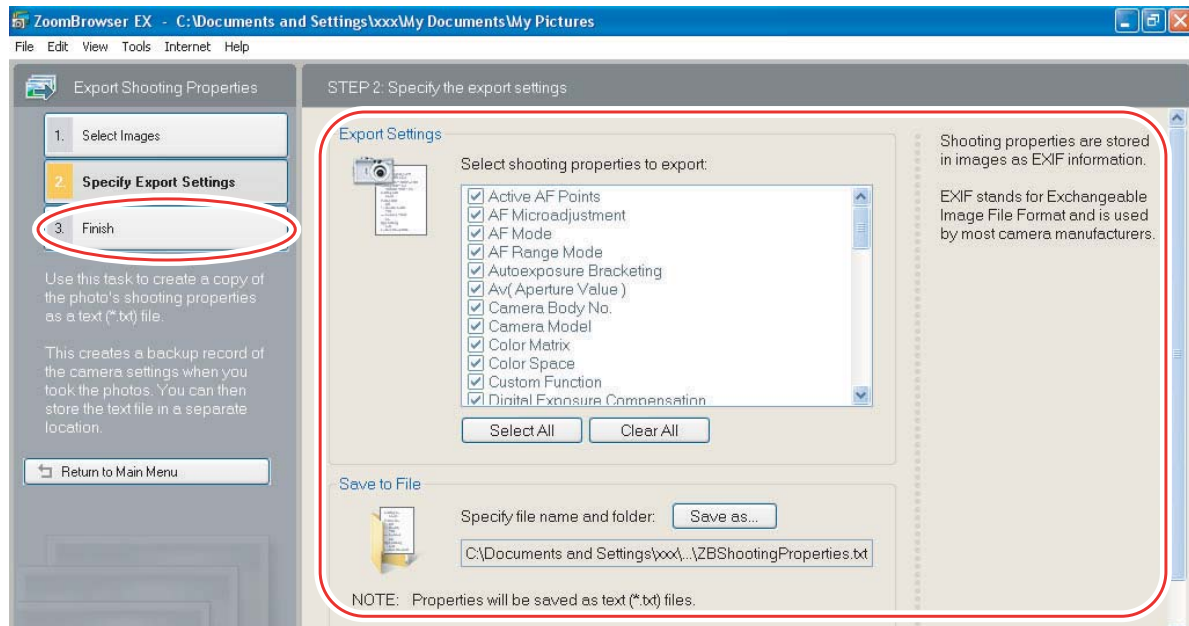 ZoomBrowser EX - C:\Documents and Settings\xxx\My Documents\My Pictures
File Edit View Tools Internet Help
Export Shooting Properties
STEP 2: Specify the export settings
1. Select Images
2. Specify Export Settings
3. Finish
Use this task to create a copy of
the photo's shooting properties
as a text (*.txt) file.
This creates a backup record of
the camera settings when you
took the photos. You can then
store the text file in a separate
location.
Return to Main Menu
Export Settings
Select shooting properties to export:
Active AF Points
AF Microadjustment
AF Mode
AF Range Mode
Autoexposure Bracketing
Av( Aperture Value )
Camera Body No.
Camera Model
Color Matrix
Color Space
Custom Function
Digital Exposure Compensation
Select All Clear All
Save to File
Specify file name and folder: Save as...
C:\Documents and Settings\xxx\...\ZBShootingProperties.txt
NOTE: Properties will be saved as text (*.txt) files.
Shooting properties are stored
in images as EXIF information.
EXIF stands for Exchangeable
Image File Format and is used
by most camera manufacturers.